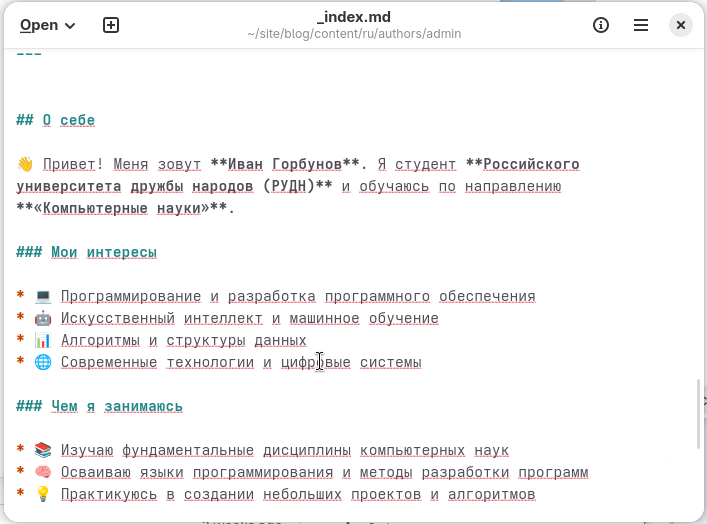 Open
_index.md
~/site/blog/content/ru/authors/admin
---
## О себе
👋 Привет! Меня зовут **Иван Горбунов**. Я студент **Российского
университета дружбы народов (РУДН)** и обучаюсь по направлению
**«Компьютерные науки»**.
### Мои интересы
* 💻 Программирование и разработка программного обеспечения
* 🤖 Искусственный интеллект и машинное обучение
* 📊 Алгоритмы и структуры данных
* 🌐 Современные технологии и цифровые системы
### Чем я занимаюсь
* 📚 Изучаю фундаментальные дисциплины компьютерных наук
* 🧠 Осваиваю языки программирования и методы разработки программ
* 💡 Практикуюсь в создании небольших проектов и алгоритмов